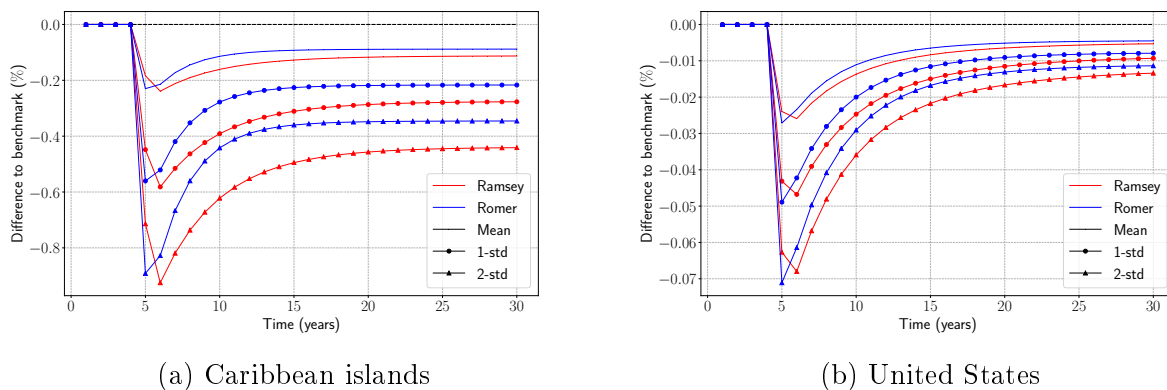 0.0
−0.2
−0.4
−0.6
−0.8
Difference to benchmark (%)
0 5 10 15 20 25 30
Time (years)
Ramsey
Romer
Mean
1-std
2-std
(a) Caribbean islands
0.00
−0.01
−0.02
−0.03
−0.04
−0.05
−0.06
−0.07
Difference to benchmark (%)
0 5 10 15 20 25 30
Time (years)
Ramsey
Romer
Mean
1-std
2-std
(b) United States